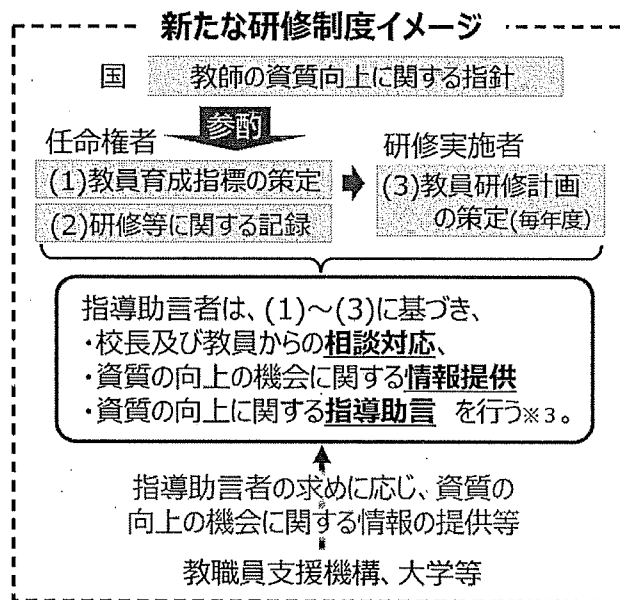 新たな研修制度イメージ
国 教師の資質向上に関する指針
参酌
任命権者
(1)教員育成指標の策定
(2)研修等に関する記録
研修実施者
(3)教員研修計画
の策定(毎年度)
指導助言者は、(1)～(3)に基づき、
・校長及び教員からの相談対応、
・資質の向上の機会に関する情報提供
・資質の向上に関する指導助言 を行う※3。
指導助言者の求めに応じ、資質の
向上の機会に関する情報の提供等
教職員支援機構、大学等